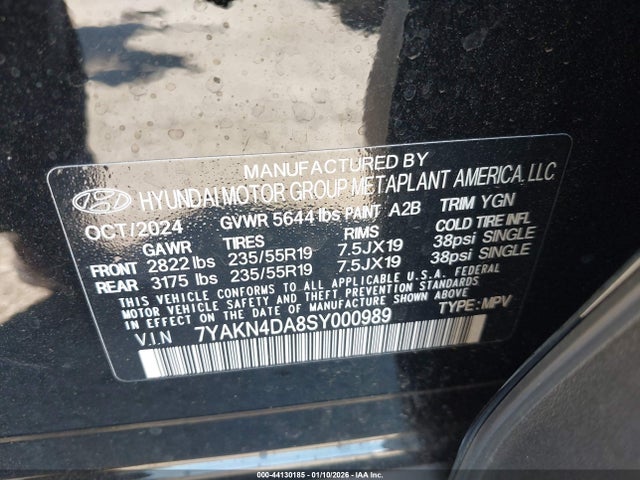 MANUFACTURED BY
HYUNDAI MOTOR GROUP METAPLANT AMERICA, LLC
OCT/2024 GVWR 5644 lbs PAINT A2B TRIM YGN
GAWR TIRES RIMS COLD TIRE INFL
FRONT 2822 lbs 235/55R19 7.5JX19 38psi SINGLE
REAR 3175 lbs 235/55R19 7.5JX19 38psi SINGLE
THIS VEHICLE CONFORMS TO ALL APPLICABLE U.S.A. FEDERAL
MOTOR VEHICLE SAFETY AND THEFT PREVENTION STANDARDS
IN EFFECT ON THE DATE OF MANUFACTURE SHOWN ABOVE.
V.I.N 7YAKN4DA8SY000989 TYPE: MPV
000-44130185 - 01/10/2026 - IAA Inc.